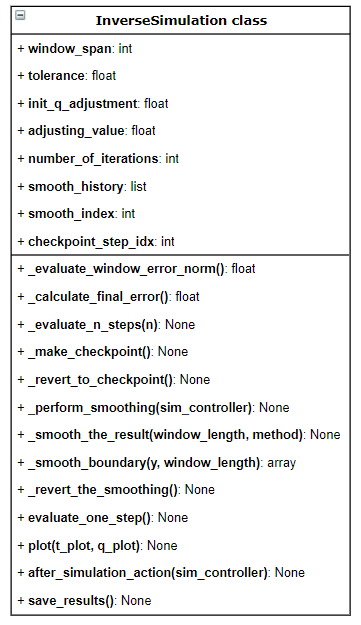 InverseSimulation class
+ window_span: int
+ tolerance: float
+ init_q_adjustment: float
+ adjusting_value: float
+ number_of_iterations: int
+ smooth_history: list
+ smooth_index: int
+ checkpoint_step_idx: int
+ _evaluate_window_error_norm(): float
+ _calculate_final_error(): float
+ _evaluate_n_steps(n): None
+ _make_checkpoint(): None
+ _revert_to_checkpoint(): None
+ _perform_smoothing(sim_controller): None
+ _smooth_the_result(window_length, method): None
+ _smooth_boundary(y, window_length): array
+ _revert_the_smoothing(): None
+ evaluate_one_step(): None
+ plot(t_plot, q_plot): None
+ after_simulation_action(sim_controller): None
+ save_results(): None